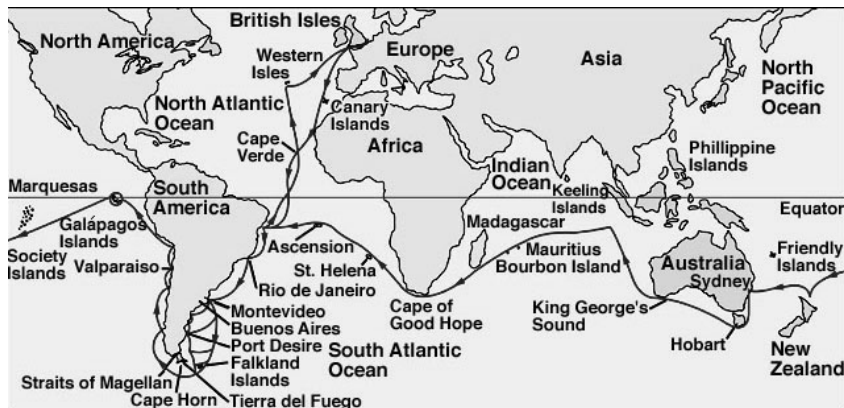 British Isles
North America
Western
Isles
Europe
Asia
North
Pacific
Ocean
North Atlantic
Ocean
Canary
Islands
Cape
Verde
Africa
Indian
Ocean
Phillippine
Islands
Marquesas
South
America
Keeling
Islands
Equator
Galápagos
Islands
Madagascar
Society
Islands
Valparaiso
Ascension
St. Helena
Mauritius
Bourbon Island
Australia
Sydney
Friendly
Islands
Rio de Janeiro
Montevideo
Buenos Aires
Port Desire
Falkland
Islands
Cape of
Good Hope
King George's
Sound
South Atlantic
Ocean
Hobart
New
Zealand
Straits of Magellan
Cape Horn
Tierra del Fuego